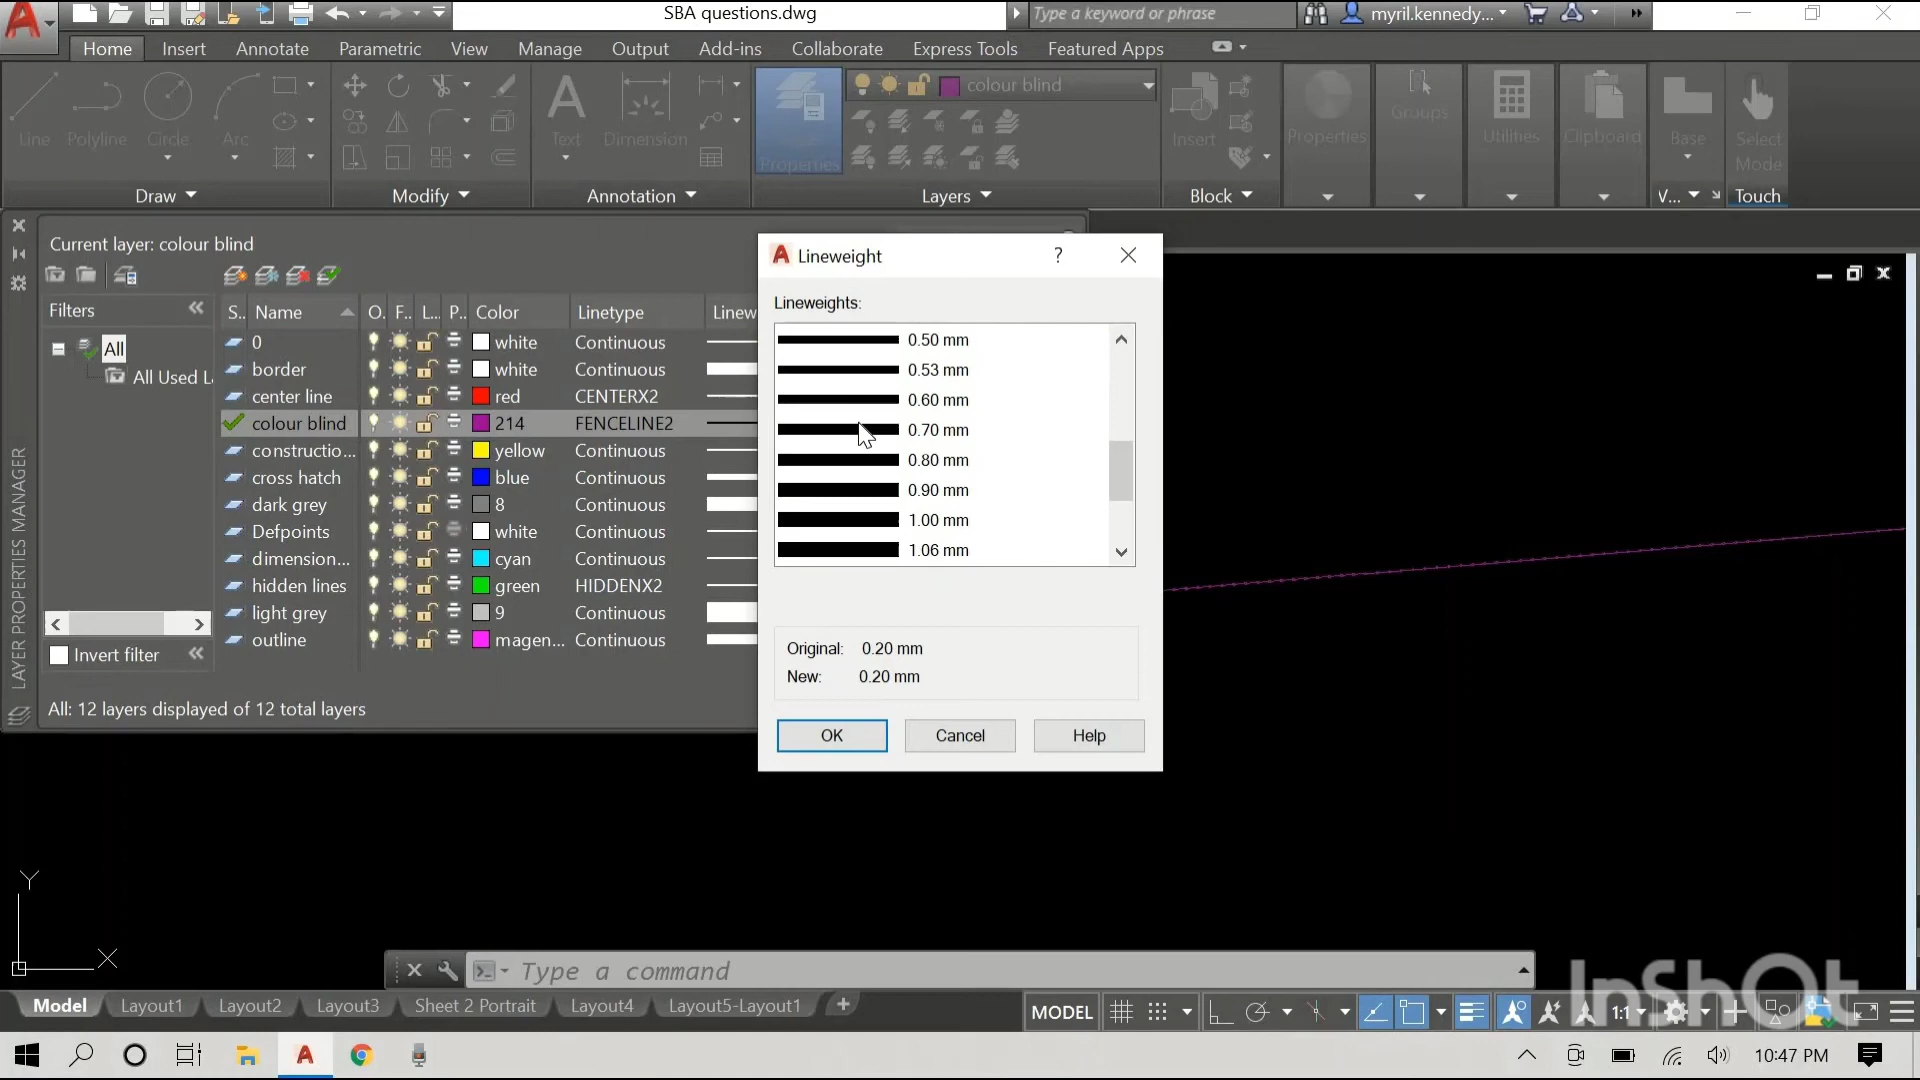 SBA questions.dwg
Type a keyword or phrase
myril.kennedy...
Home Insert Annotate Parametric View Manage Output Add-ins Collaborate Express Tools Featured Apps
Line Polyline Circle Arc
Text Dimension
Properties
colour blind
Insert
Properties
Groups
Utilities
Clipboard
Base
Select
Mode
Draw Modify Annotation Layers Block V... Touch
Current layer: colour blind
Filters
All
All Used L
Invert filter
LAYER PROPERTIES MANAGER
S.. Name O. F.. L... P.. Color Linetype Linew
0 white Continuous
border white Continuous
center line red CENTERX2
colour blind 214 FENCELINE2
constructio... yellow Continuous
cross hatch blue Continuous
dark grey 8 Continuous
Defpoints white Continuous
dimension... cyan Continuous
hidden lines green HIDDENX2
light grey 9 Continuous
outline magen... Continuous
All: 12 layers displayed of 12 total layers
Lineweight ?
Lineweights:
0.50 mm
0.53 mm
0.60 mm
0.70 mm
0.80 mm
0.90 mm
1.00 mm
1.06 mm
Original: 0.20 mm
New: 0.20 mm
OK Cancel Help
Y
X
Type a command
InShOt
Model Layout1 Layout2 Layout3 Sheet 2 Portrait Layout4 Layout5-Layout1 +
MODEL
1:1
10:47 PM